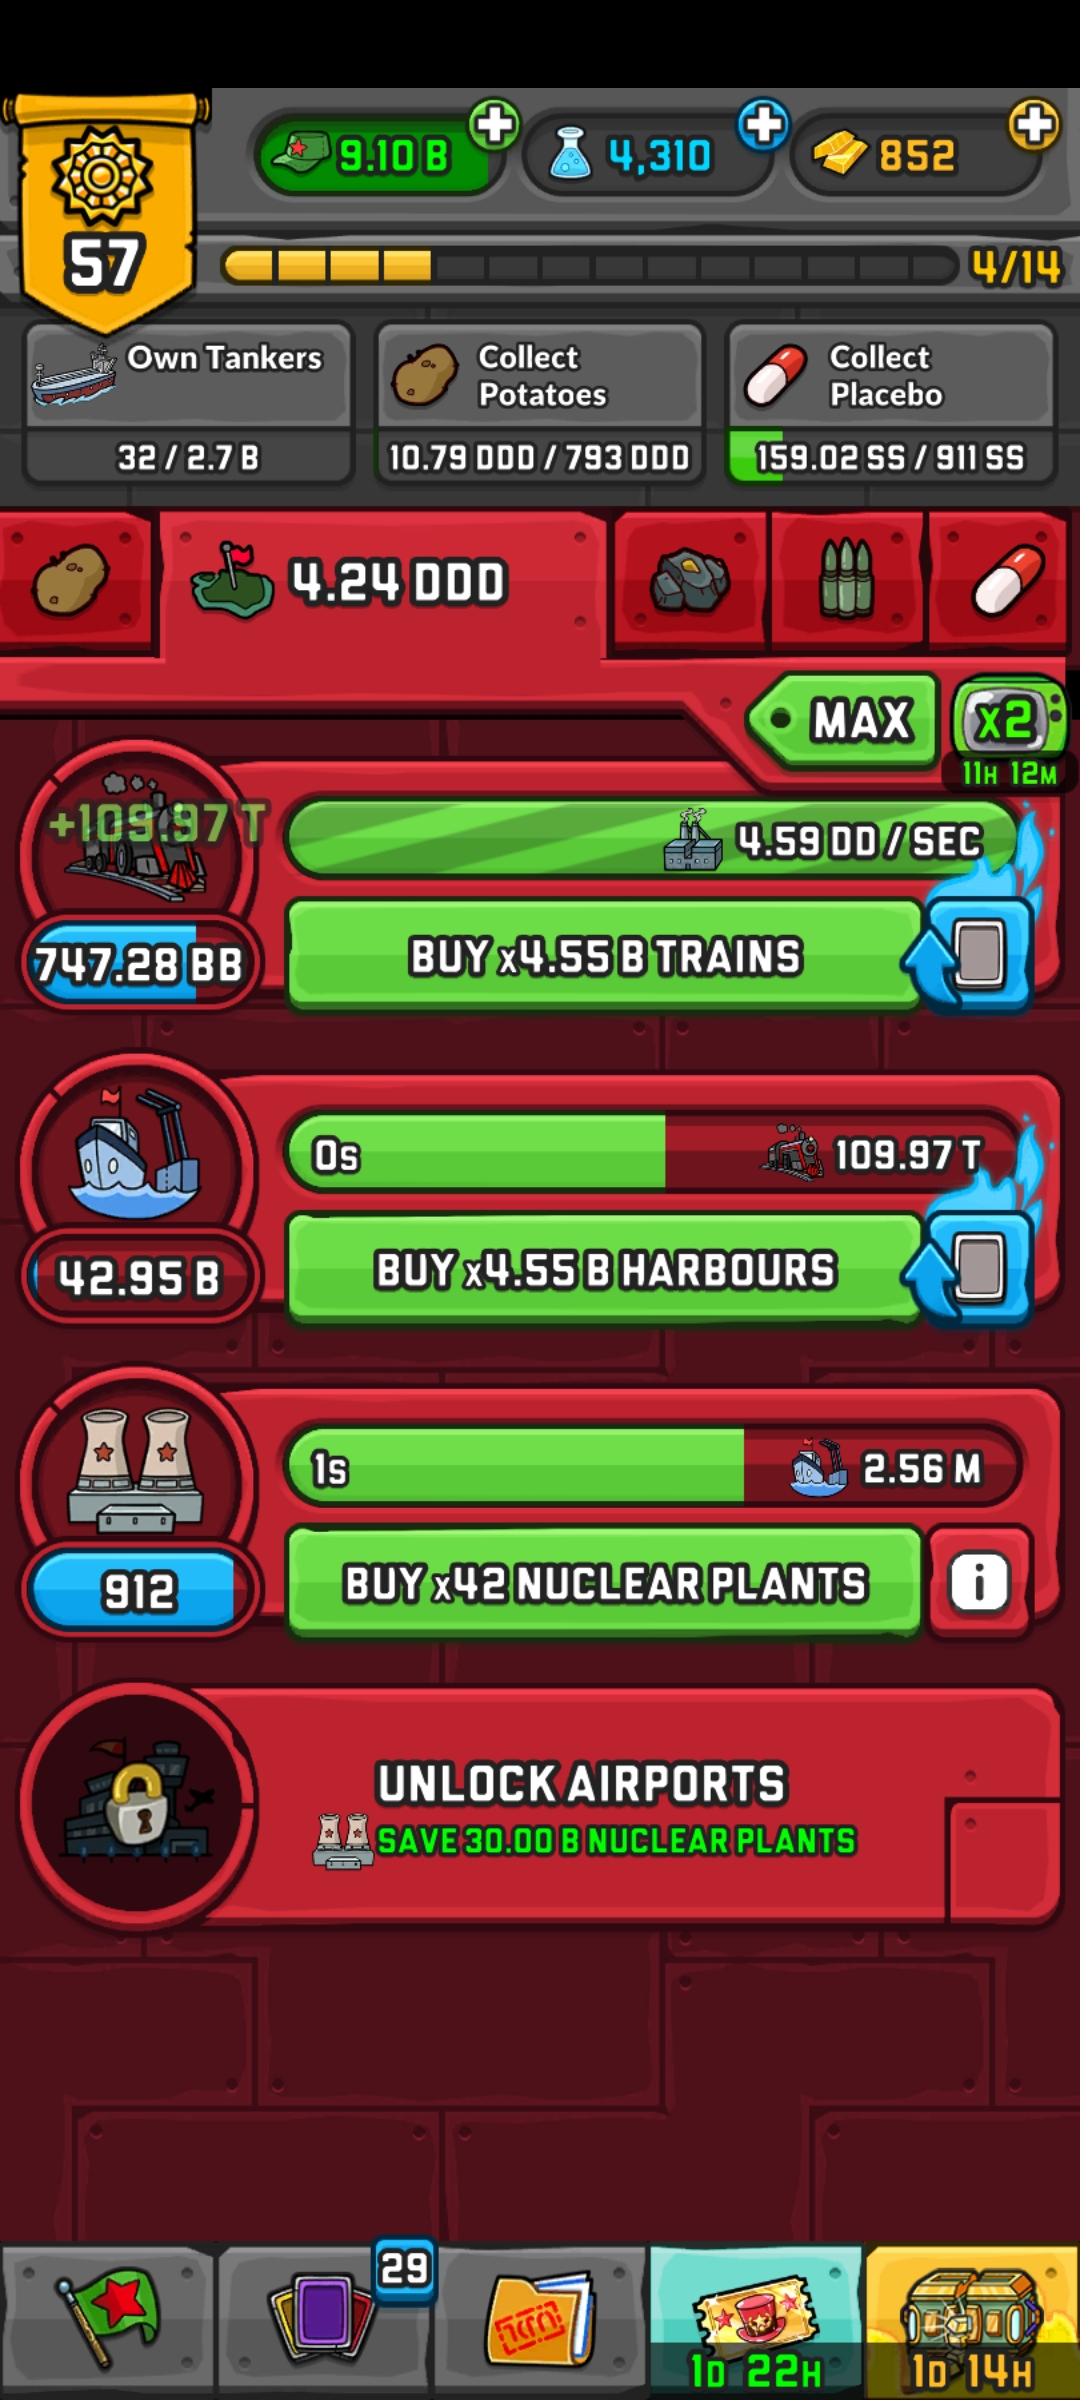 57
9.10 B
4,310
852
4/14
Own Tankers
32 / 2.7 B
Collect
Potatoes
10.79 DDD / 793 DDD
Collect
Placebo
159.02 SS / 911 SS
4.24 DDD
MAX
x2
11H 12M
+109.97 T
4.59 DD / SEC
747.28 BB
BUY x4.55 B TRAINS
0s
109.97 T
42.95 B
BUY x4.55 B HARBOURS
1s
2.56 M
912
BUY x42 NUCLEAR PLANTS
i
UNLOCK AIRPORTS
SAVE 30.00 B NUCLEAR PLANTS
29
1D 22H
1D 14H